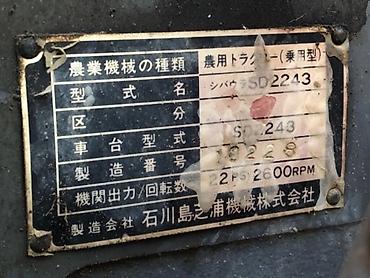 農業機械の種類 農用トラクター(乗用型)
型式名 シバウラSD2243
区分
車台型式 SD2243
製造番号
機関出力/回転数 22PS/2600RPM
製造会社 石川島芝浦機械株式会社